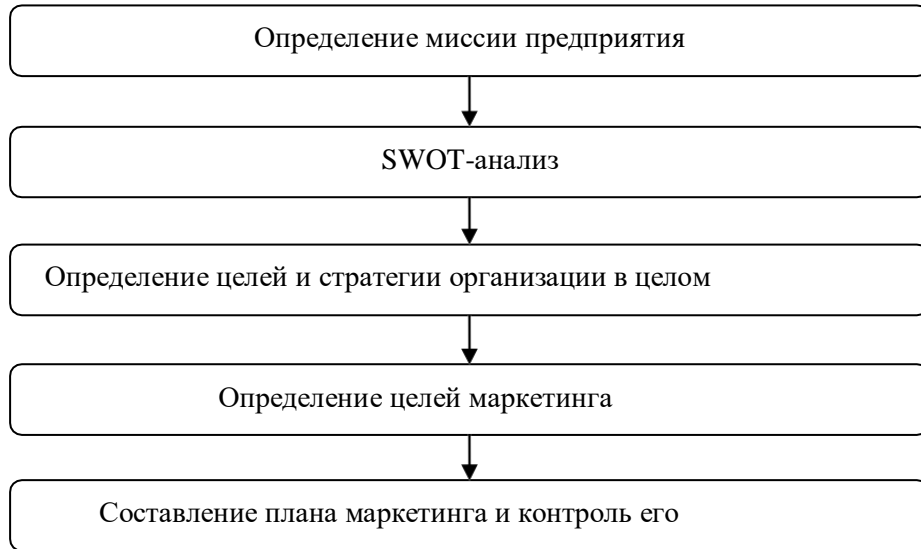 Определение миссии предприятия
SWOT-анализ
Определение целей и стратегии организации в целом
Определение целей маркетинга
Составление плана маркетинга и контроль его